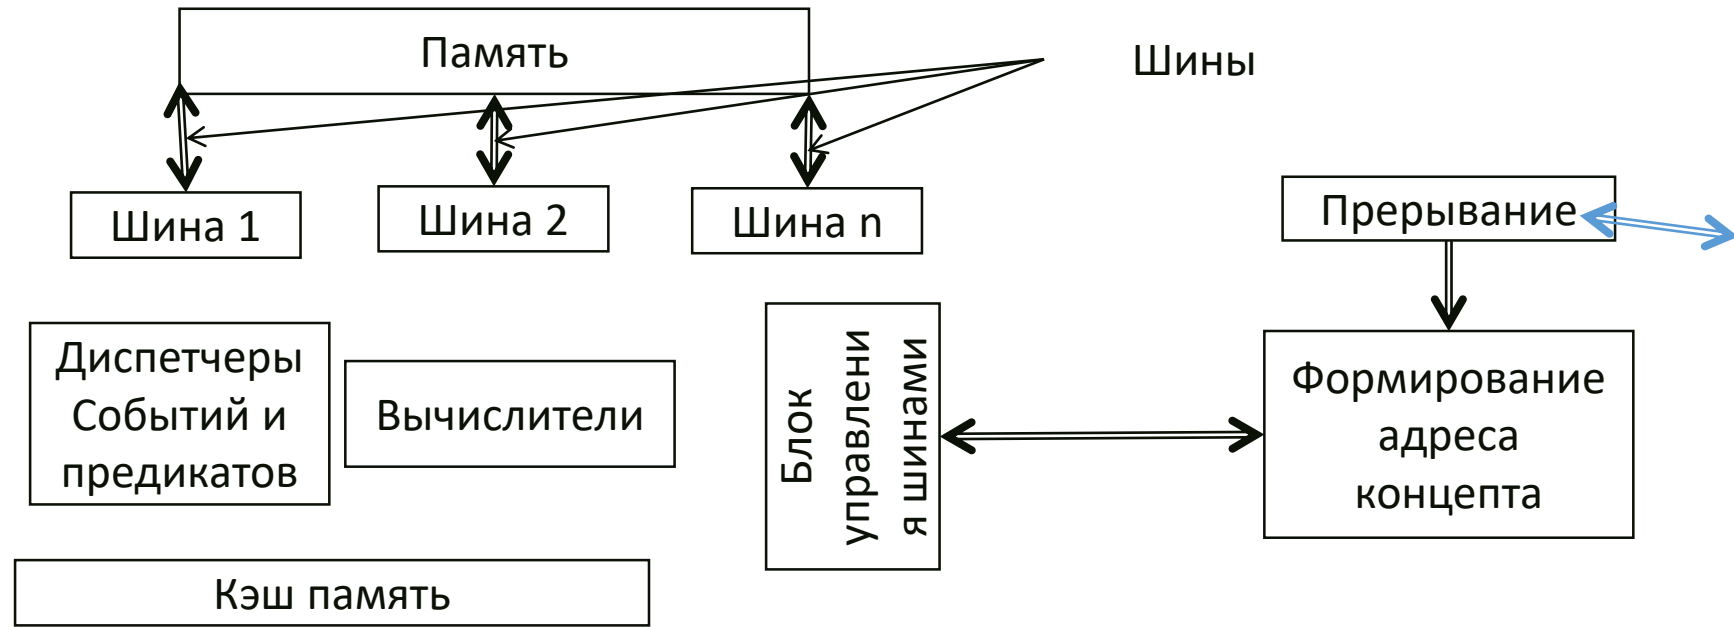 Память
Шины
Шина 1
Шина 2
Шина n
Прерывание
Диспетчеры
Событий и
предикатов
Вычислители
Блок
управлени
я шинами
Формирование
адреса
концепта
Кэш память